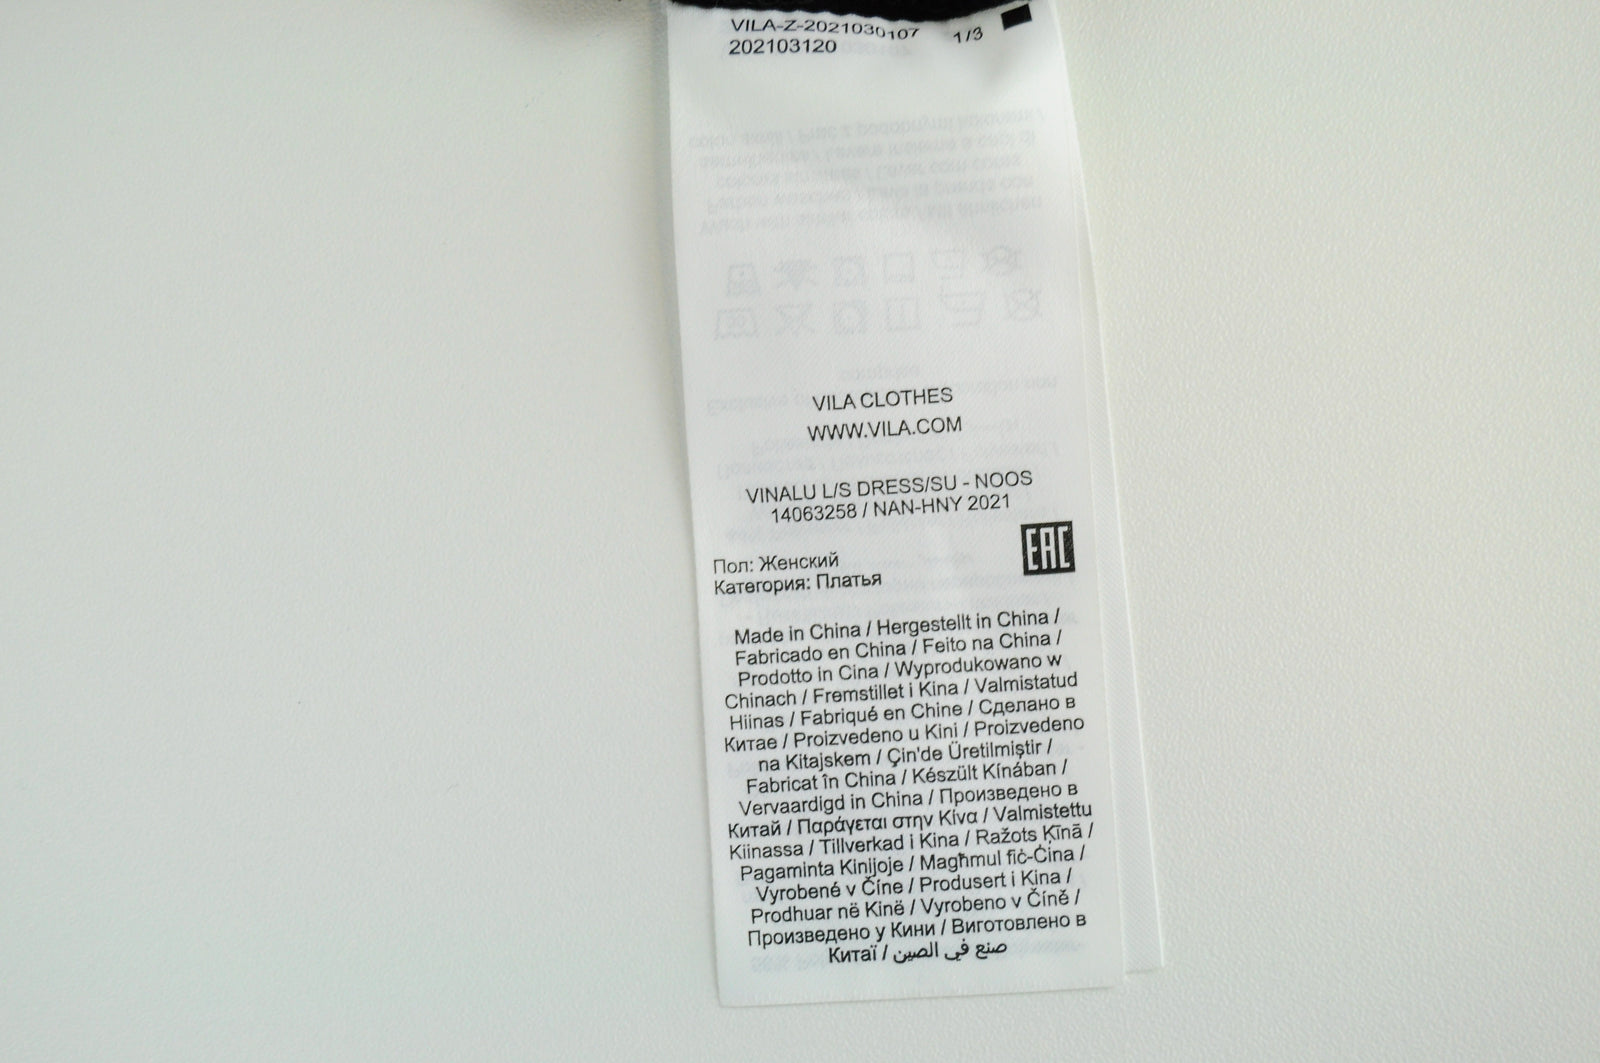 VILA-Z-2021030107 1/3
202103120
VILA CLOTHES
WWW.VILA.COM
VINALU L/S DRESS/SU - NOOS
14063258 / NAN-HNY 2021
EAC
Пол: Женский
Категория: Платья
Made in China / Hergestellt in China /
Fabricado en China / Feito na China /
Prodotto in Cina / Wyprodukowano w
Chinach / Fremstillet i Kina / Valmistatud
Hiinas / Fabriqué en Chine / Сделано в
Китае / Proizvedeno u Kini / Proizvedeno
na Kitajskem / Çin'de Üretilmiştir /
Fabricat în China / Készült Kínában /
Vervaardigd in China / Произведено в
Китай / Παράγεται στην Κίνα / Valmistettu
Kiinassa / Tillverkad i Kina / Ražots Ķīnā /
Pagaminta Kinijoje / Magħmul fiċ-Ċina /
Vyrobené v Číne / Produsert i Kina /
Prodhuar në Kinë / Vyrobeno v Číně /
Произведено у Кини / Виготовлено в
Китаї / صنع في الصين